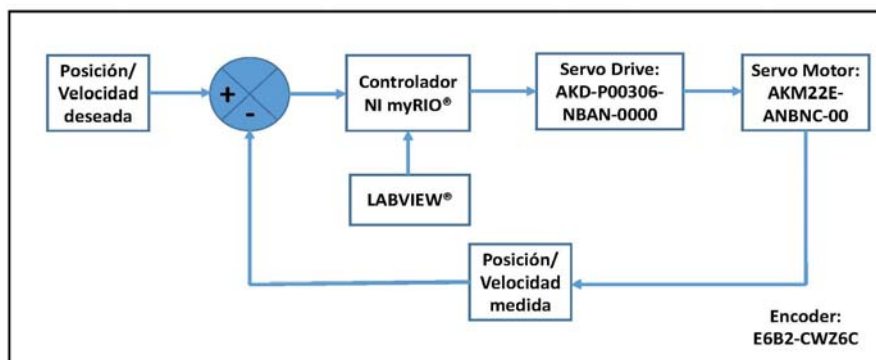 Posición/
Velocidad
deseada
+
-
Controlador
NI myRIO®
Servo Drive:
AKD-P00306-
NBAN-0000
Servo Motor:
AKM22E-
ANBNC-00
LABVIEW®
Posición/
Velocidad
medida
Encoder:
E6B2-CWZ6C